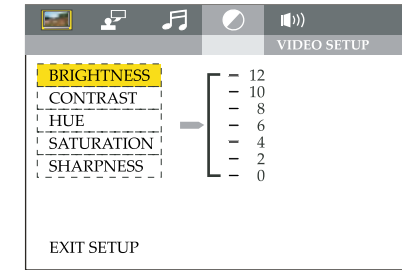 VIDEO SETUP
BRIGHTNESS
CONTRAST
HUE
SATURATION
SHARPNESS
12
10
8
6
4
2
0
EXIT SETUP